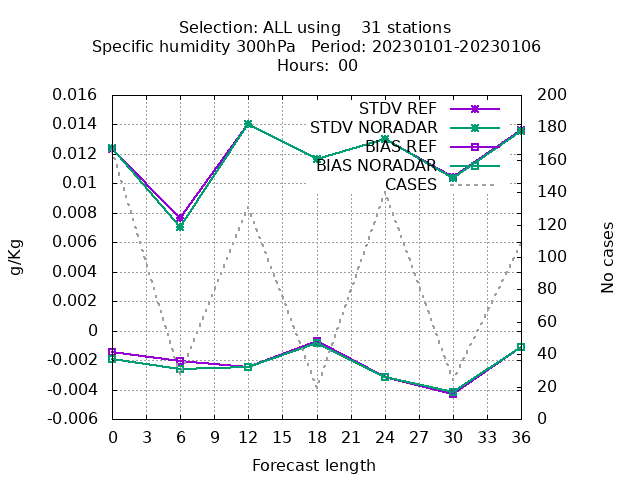 Selection: ALL using    31 stations
Specific humidity 300hPa   Period: 20230101-20230106
Hours: 00
STDV REF
STDV NORADAR
BIAS REF
BIAS NORADAR
CASES
0.016
0.014
0.012
0.01
0.008
0.006
0.004
0.002
0
-0.002
-0.004
-0.006
g/Kg
200
180
160
140
120
100
80
60
40
20
0
No cases
0 3 6 9 12 15 18 21 24 27 30 33 36
Forecast length